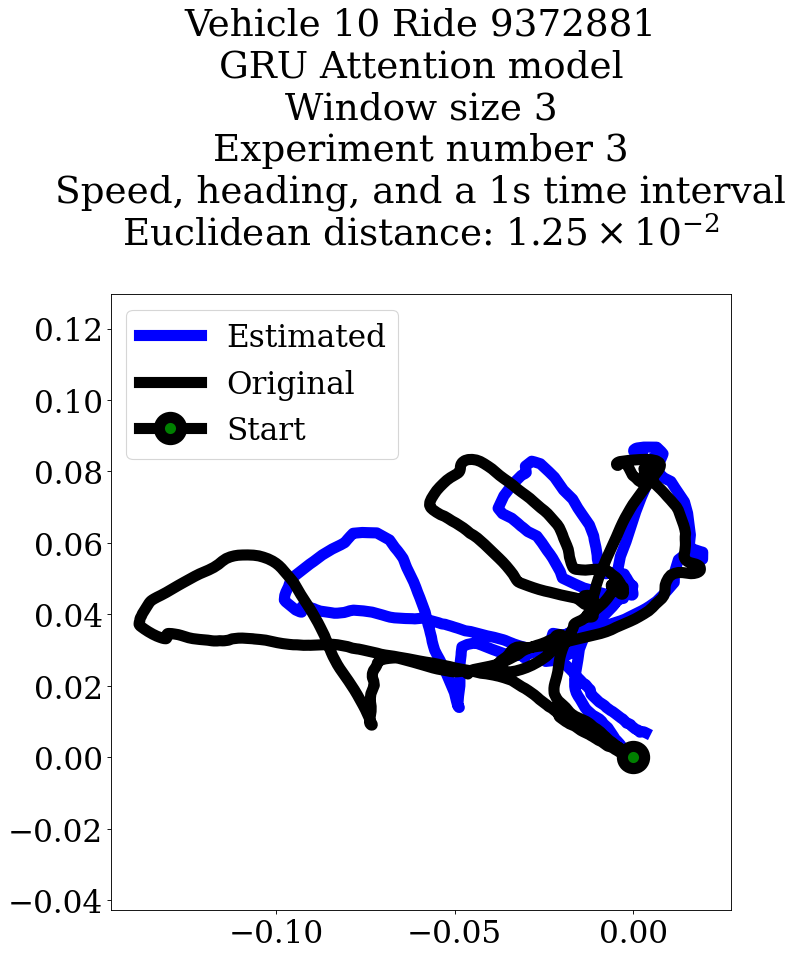 Vehicle 10 Ride 9372881
GRU Attention model
Window size 3
Experiment number 3
Speed, heading, and a 1s time interval
Euclidean distance: 1.25 × 10⁻²
Estimated
Original
Start
0.12
0.10
0.08
0.06
0.04
0.02
0.00
−0.02
−0.04
−0.10
−0.05
0.00